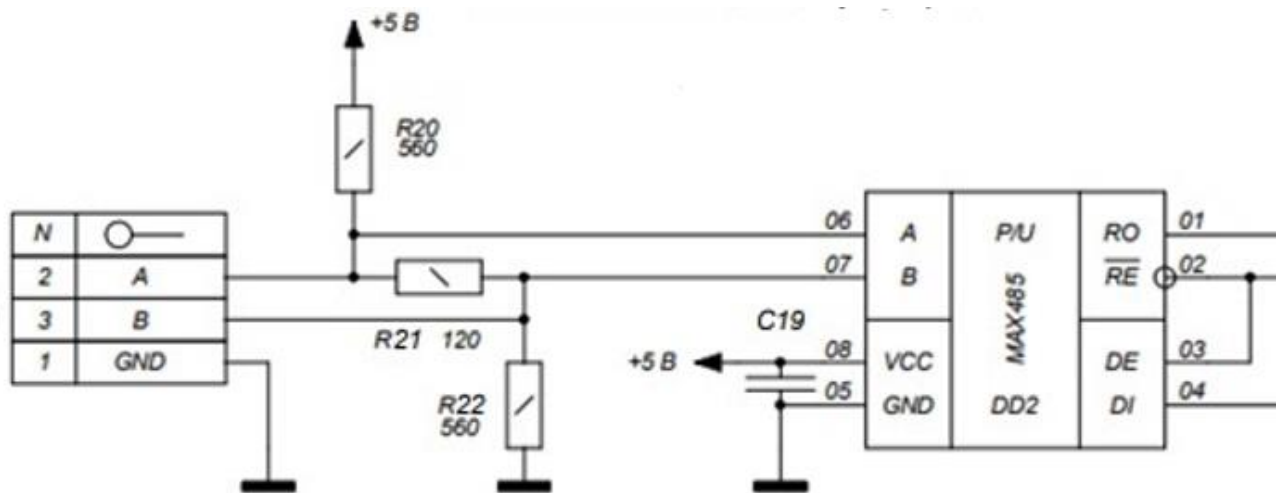 +5 В
R20
560
N
2 A
3 B
1 GND
R21 120
R22
560
+5 В
C19
06
07
08
05
A
B
VCC
GND
P/U
MAX485
DD2
RO
RE
DE
DI
01
02
03
04